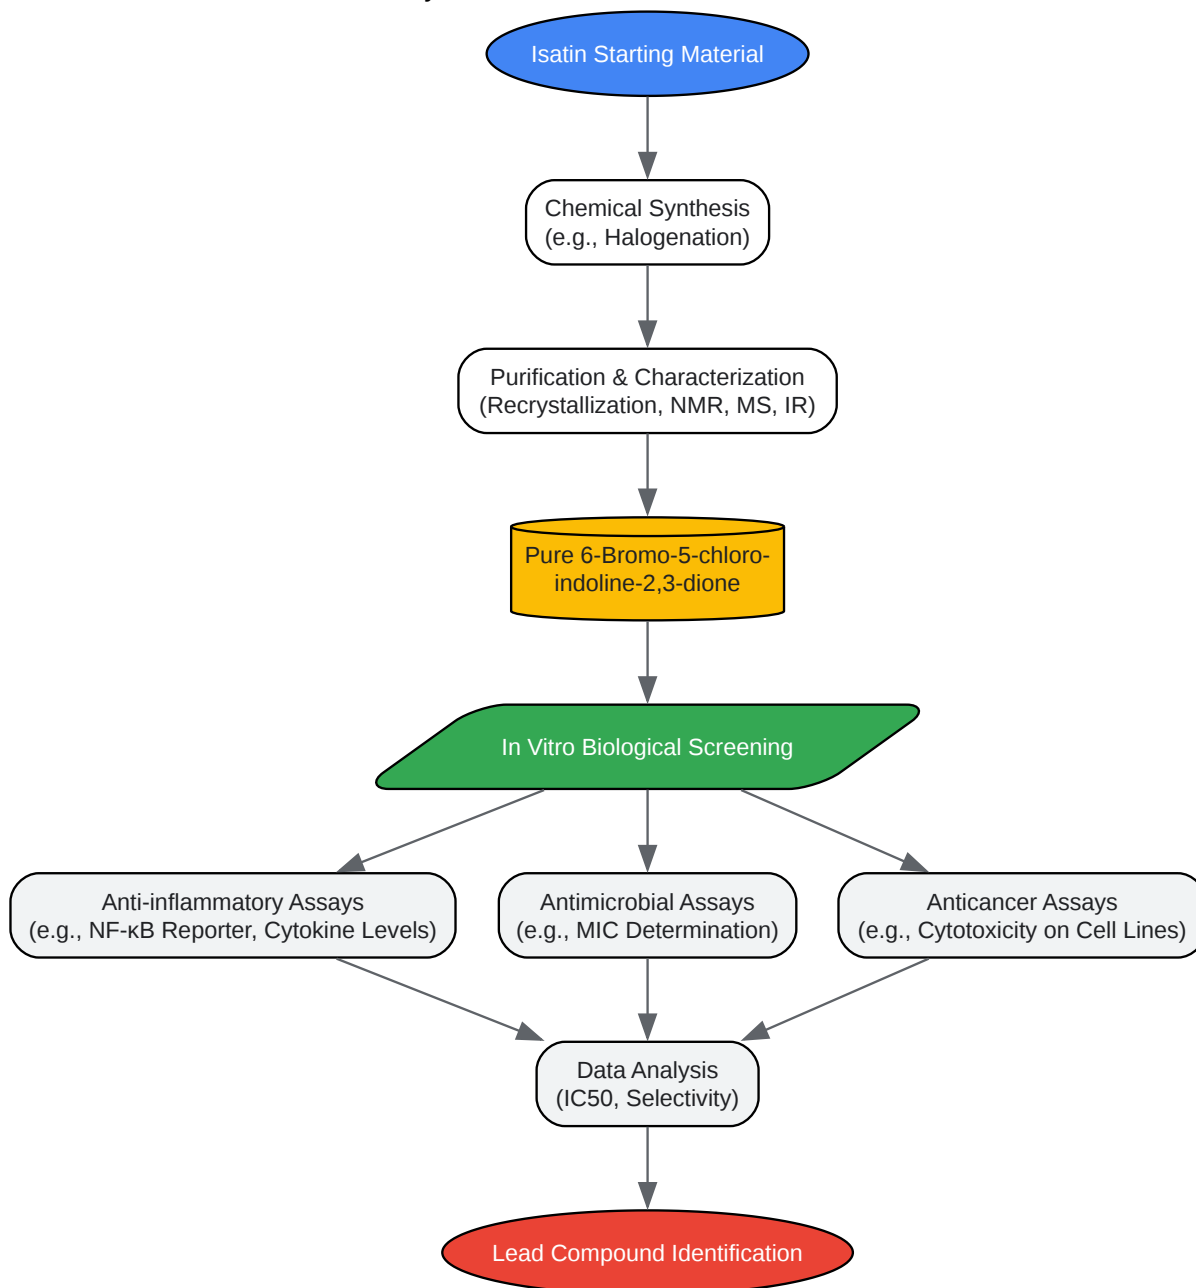 Isatin Starting Material
Chemical Synthesis
(e.g., Halogenation)
Purification & Characterization
(Recrystallization, NMR, MS, IR)
Pure 6-Bromo-5-chloro-
indoline-2,3-dione
In Vitro Biological Screening
Anti-inflammatory Assays
(e.g., NF-κB Reporter, Cytokine Levels)
Antimicrobial Assays
(e.g., MIC Determination)
Anticancer Assays
(e.g., Cytotoxicity on Cell Lines)
Data Analysis
(IC50, Selectivity)
Lead Compound Identification